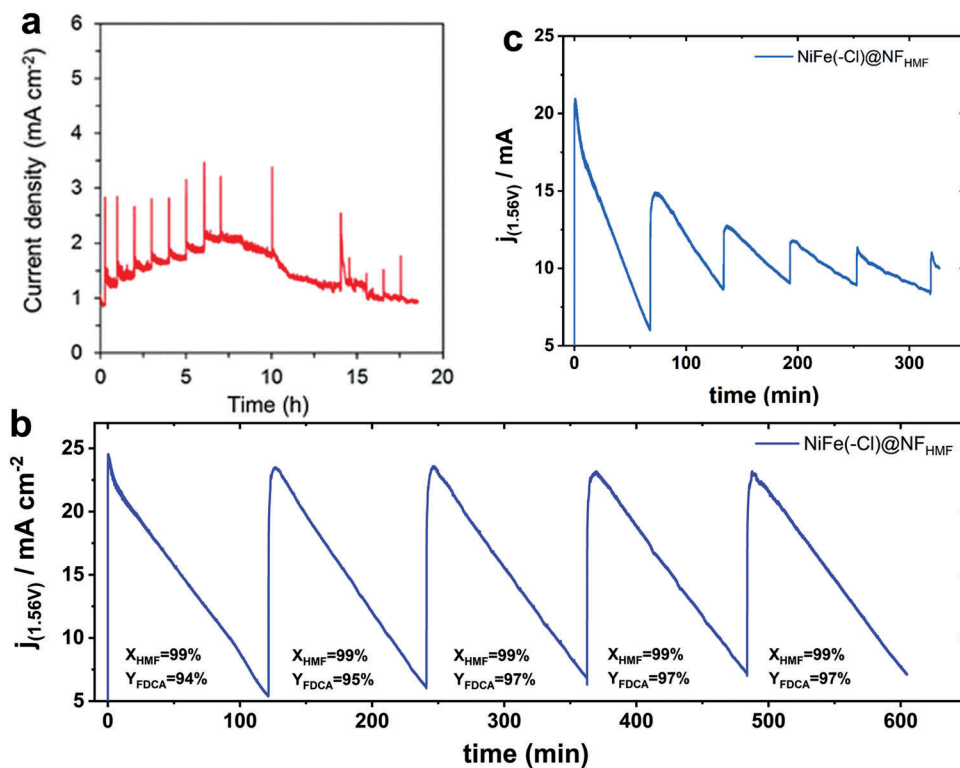 a
Current density (mA cm-2)
6
5
4
3
2
1
0
0 5 10 15 20
Time (h)
c
NiFe(-Cl)@NFHMF
j(1.56V) / mA
25
20
15
10
5
0 100 200 300
time (min)
b
NiFe(-Cl)@NFHMF
j(1.56V) / mA cm-2
25
20
15
10
5
XHMF=99% XHMF=99% XHMF=99% XHMF=99% XHMF=99%
YFDCA=94% YFDCA=95% YFDCA=97% YFDCA=97% YFDCA=97%
0 100 200 300 400 500 600
time (min)